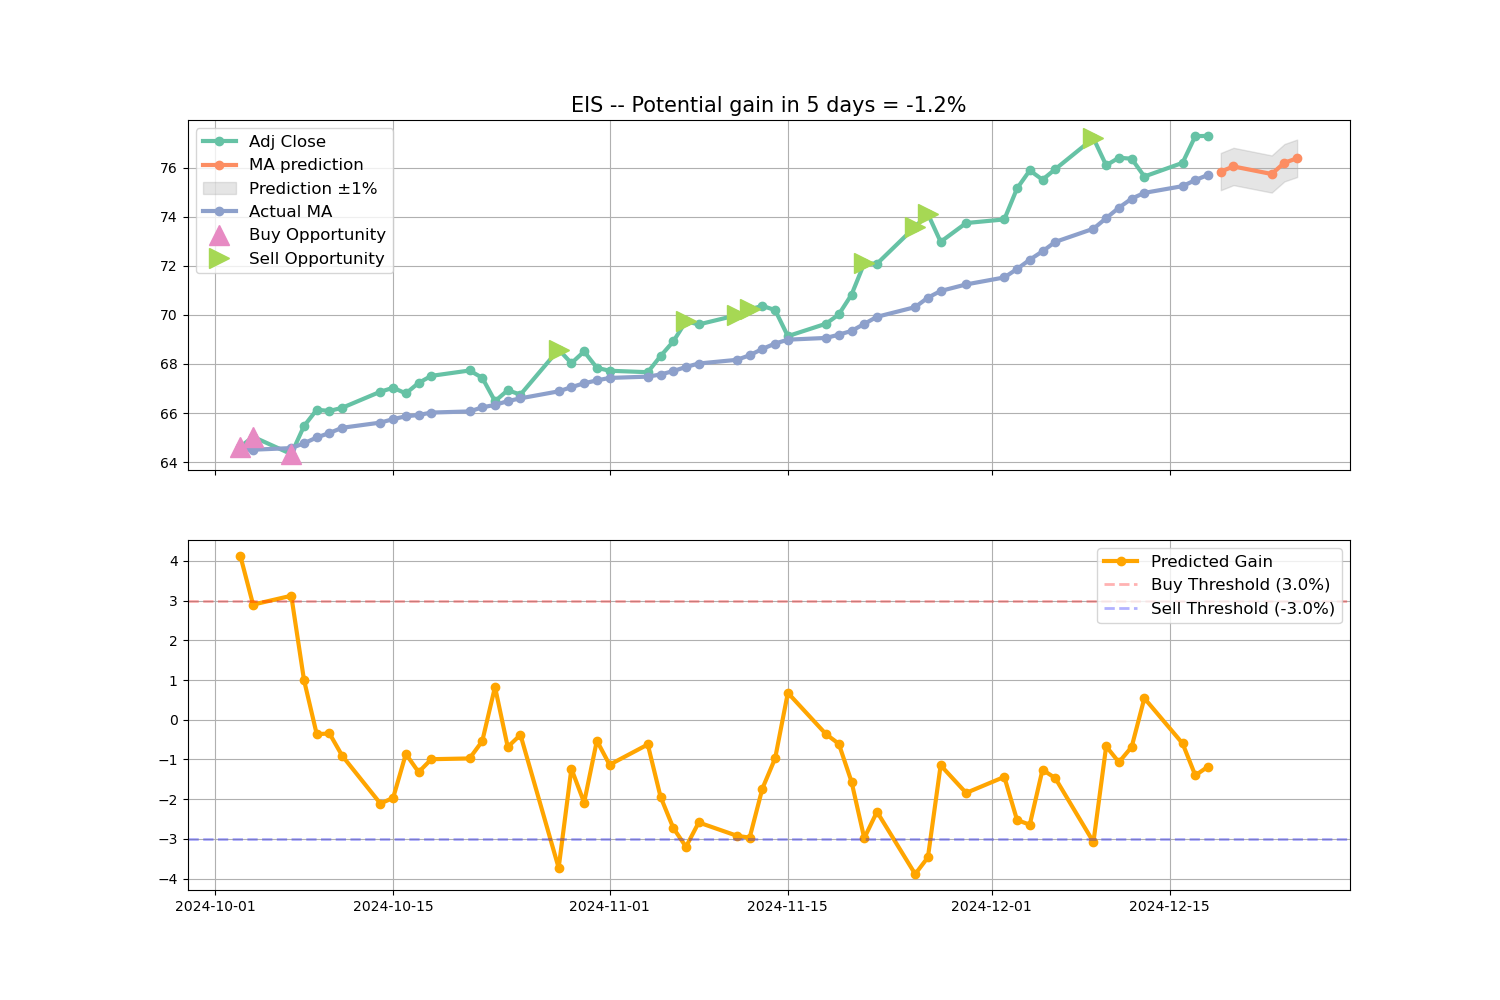 EIS -- Potential gain in 5 days = -1.2%
Adj Close
MA prediction
Prediction ±1%
Actual MA
Buy Opportunity
Sell Opportunity
76
74
72
70
68
66
64
Predicted Gain
Buy Threshold (3.0%)
Sell Threshold (-3.0%)
4
3
2
1
0
−1
−2
−3
−4
2024-10-01
2024-10-15
2024-11-01
2024-11-15
2024-12-01
2024-12-15